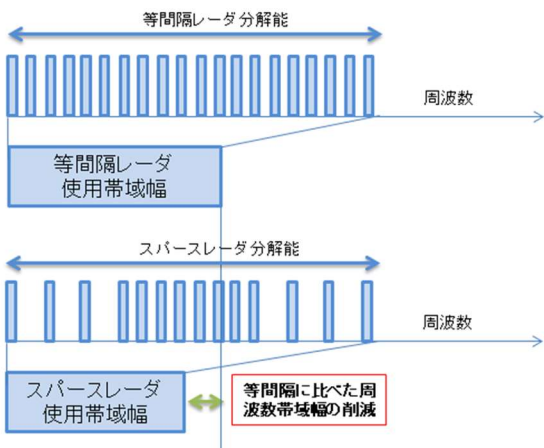 等間隔レーダ分解能
周波数
等間隔レーダ
使用帯域幅
スパースレーダ分解能
周波数
スパースレーダ
使用帯域幅
等間隔に比べた周
波数帯域幅の削減